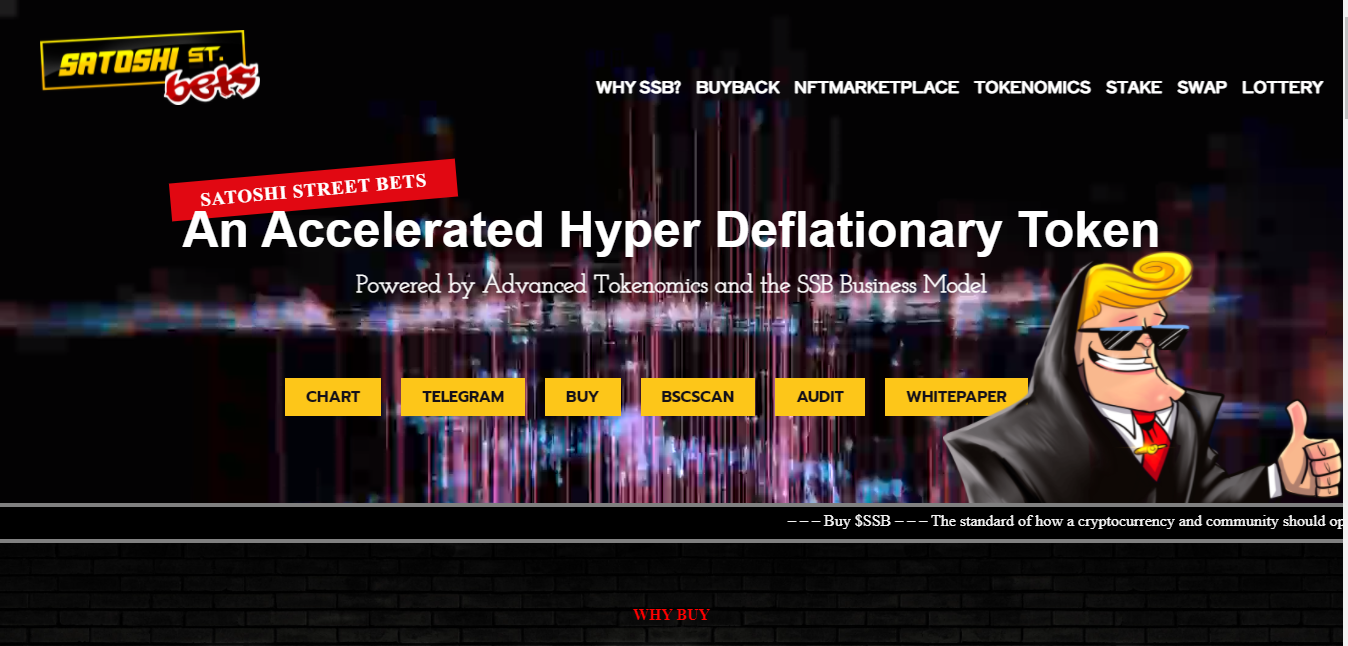 SATOSHI ST.
bets
WHY SSB? BUYBACK NFTMARKETPLACE TOKENOMICS STAKE SWAP LOTTERY
SATOSHI STREET BETS
An Accelerated Hyper Deflationary Token
Powered by Advanced Tokenomics and the SSB Business Model
CHART TELEGRAM BUY BSCSCAN AUDIT WHITEPAPER
– – – Buy $SSB – – – The standard of how a cryptocurrency and community should op
WHY BUY